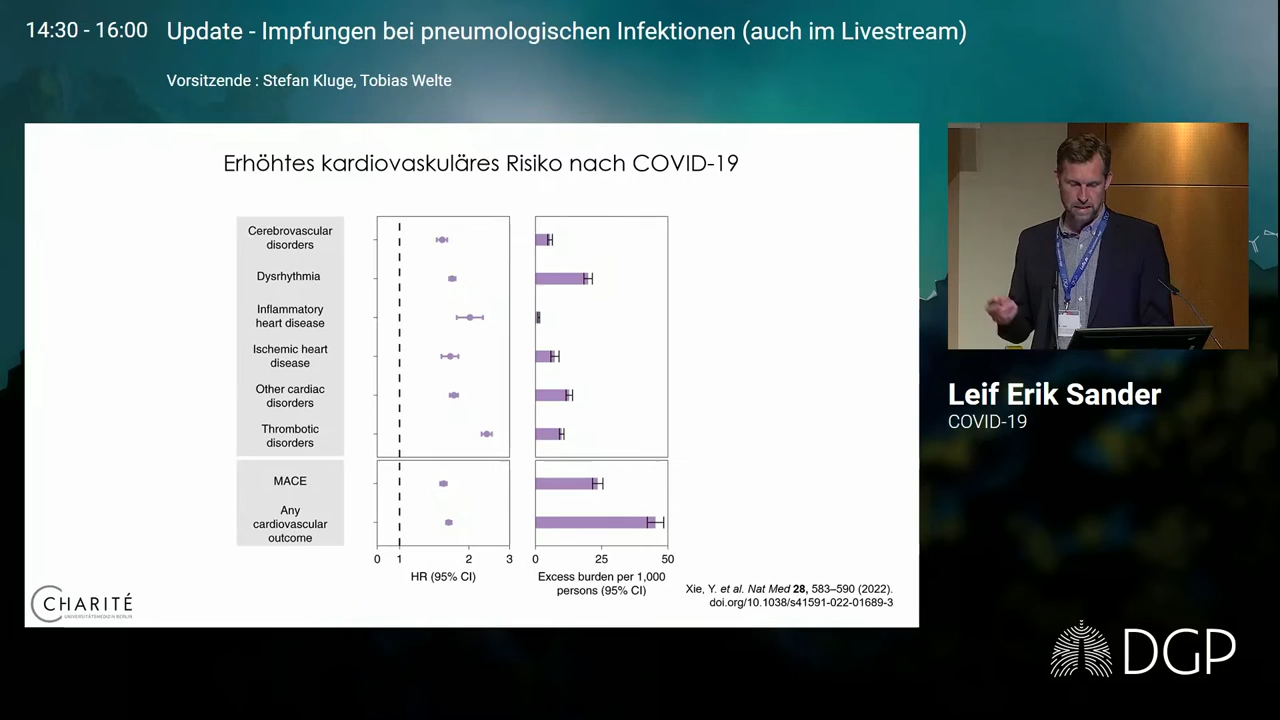 14:30 - 16:00
Update - Impfungen bei pneumologischen Infektionen (auch im Livestream)
Vorsitzende : Stefan Kluge, Tobias Welte
Erhöhtes kardiovaskuläres Risiko nach COVID-19
Cerebrovascular
disorders
Dysrhythmia
Inflammatory
heart disease
Ischemic heart
disease
Other cardiac
disorders
Thrombotic
disorders
MACE
Any
cardiovascular
outcome
0 1 2 3
HR (95% CI)
0 25 50
Excess burden per 1,000
persons (95% CI)
Xie, Y. et al. Nat Med 28, 583–590 (2022).
doi.org/10.1038/s41591-022-01689-3
CHARITÉ
UNIVERSITÄTSMEDIZIN BERLIN
Leif Erik Sander
COVID-19
DGP